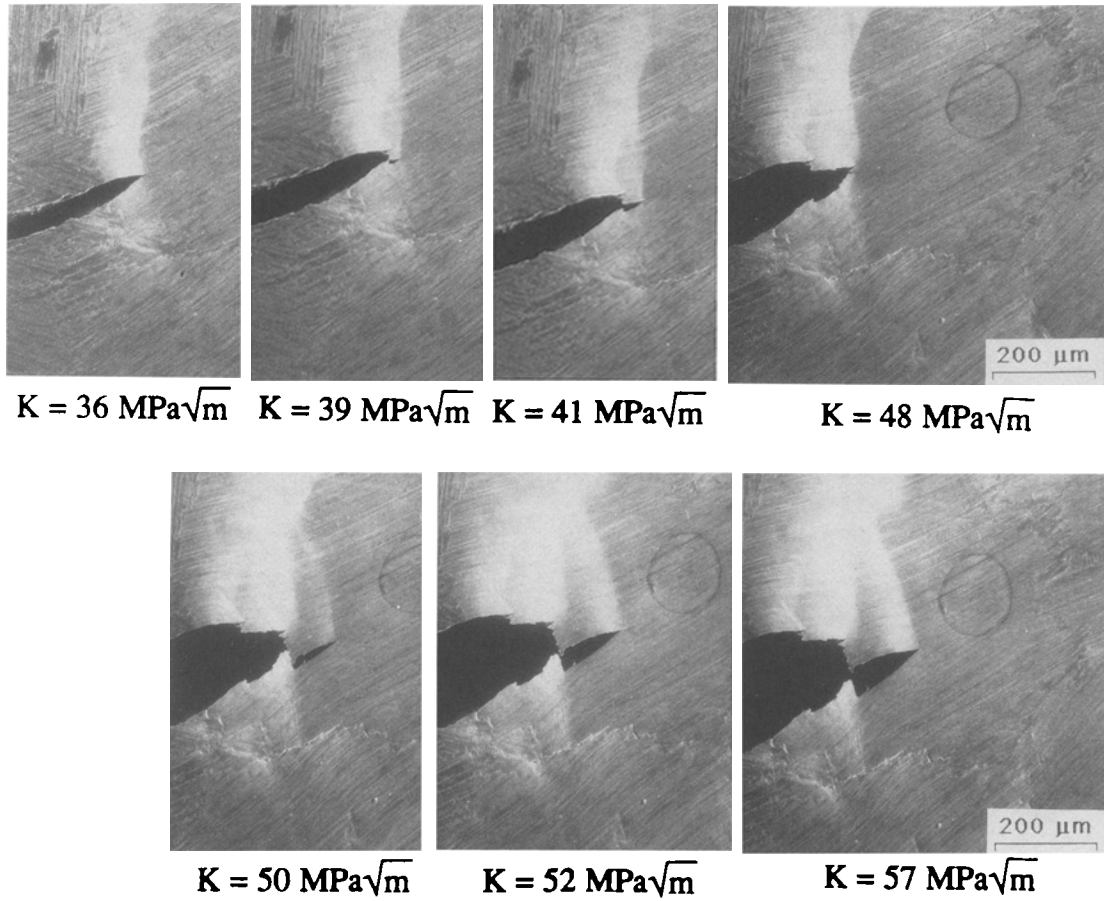 200 μm
K = 36 MPa√m
K = 39 MPa√m
K = 41 MPa√m
K = 48 MPa√m
200 μm
K = 50 MPa√m
K = 52 MPa√m
K = 57 MPa√m